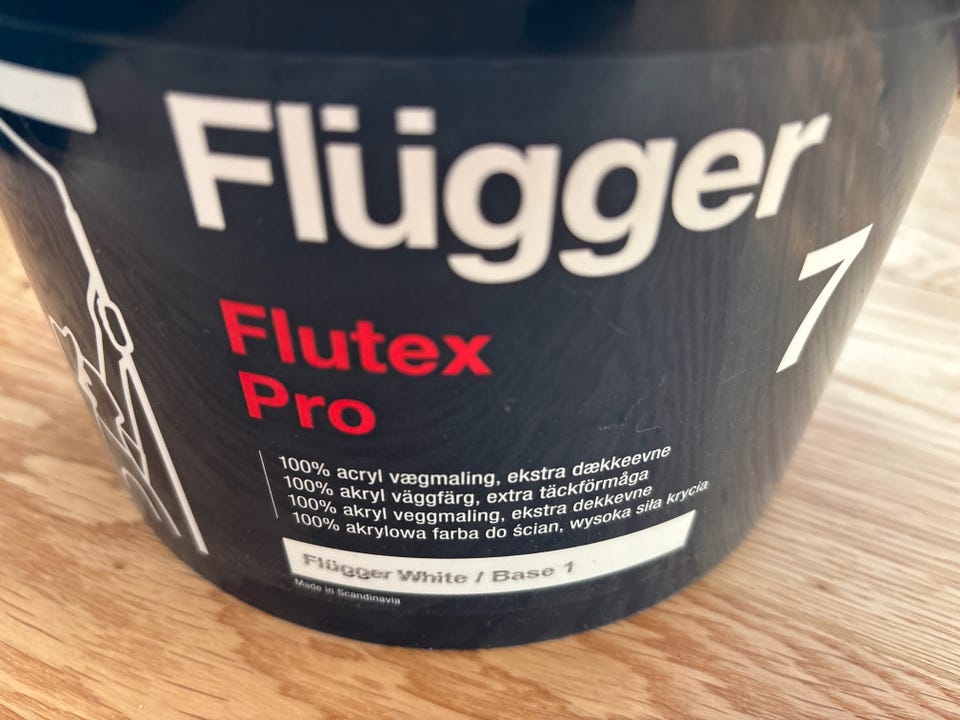 Flügger
7
Flutex
Pro
100% acryl vægmaling, ekstra dækkeevne
100% akryl väggfärg, extra täckförmåga
100% akryl veggmaling, ekstra dekkevne
100% akrylowa farba do ścian, wysoka siła krycia
Flügger White / Base 1
Made in Scandinavia